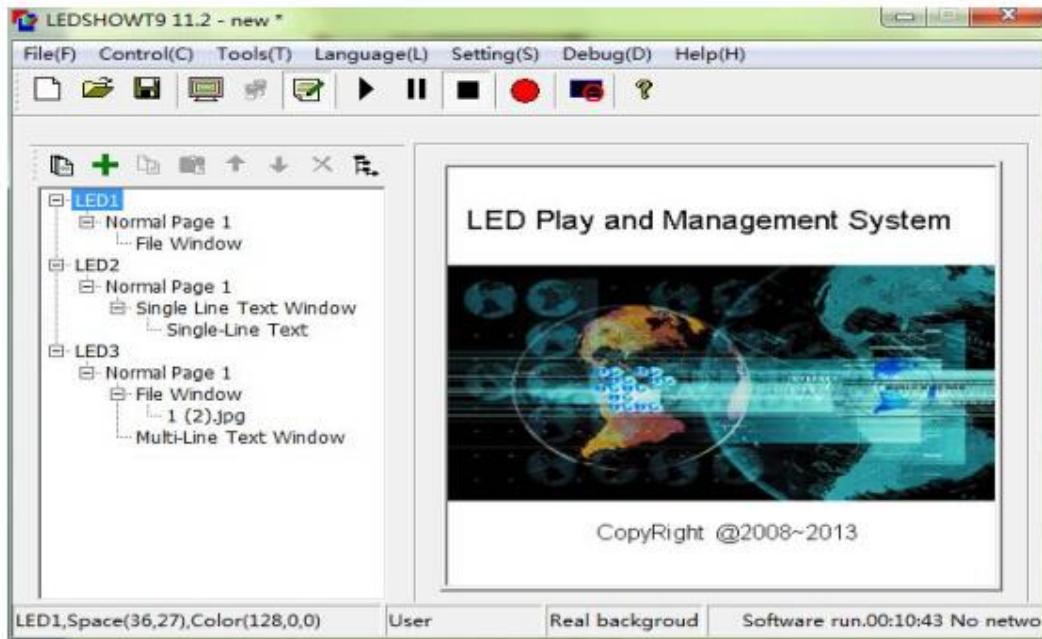 LEDSHOWT9 11.2 - new *
File(F) Control(C) Tools(T) Language(L) Setting(S) Debug(D) Help(H)
LED1
Normal Page 1
File Window
LED2
Normal Page 1
Single Line Text Window
Single-Line Text
LED3
Normal Page 1
File Window
1 (2).jpg
Multi-Line Text Window
LED Play and Management System
CopyRight @2008~2013
LED1,Space(36,27),Color(128,0,0) User Real backgroud Software run.00:10:43 No netwo